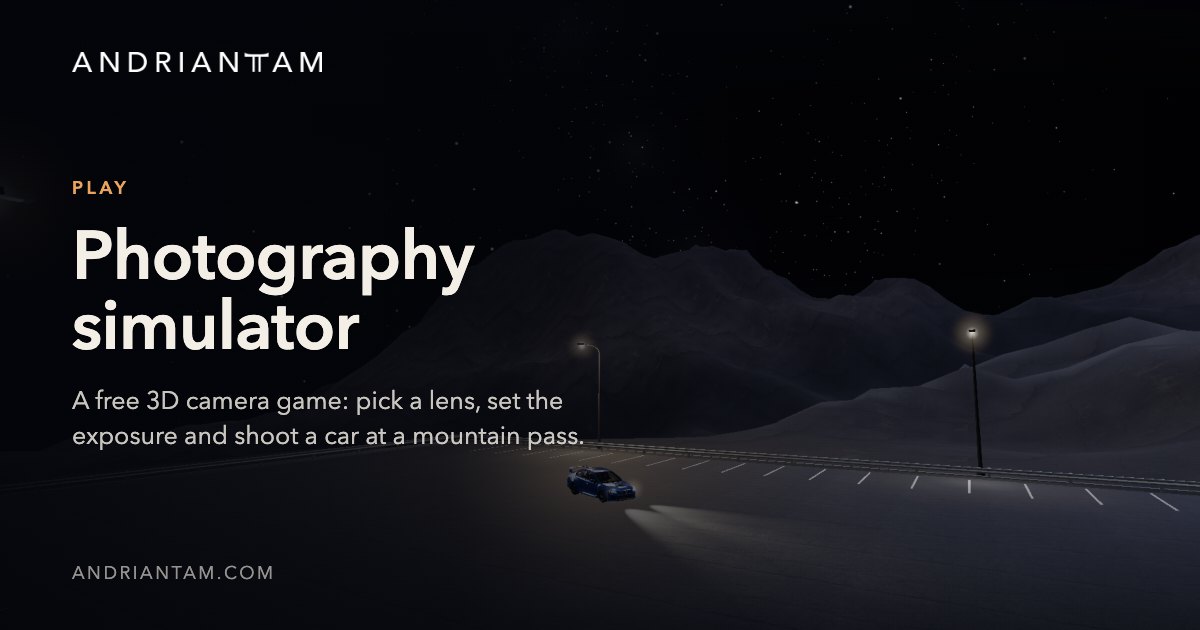 ANDRIANTTAM
PLAY
Photography
simulator
A free 3D camera game: pick a lens, set the
exposure and shoot a car at a mountain pass.
ANDRIANTAM.COM